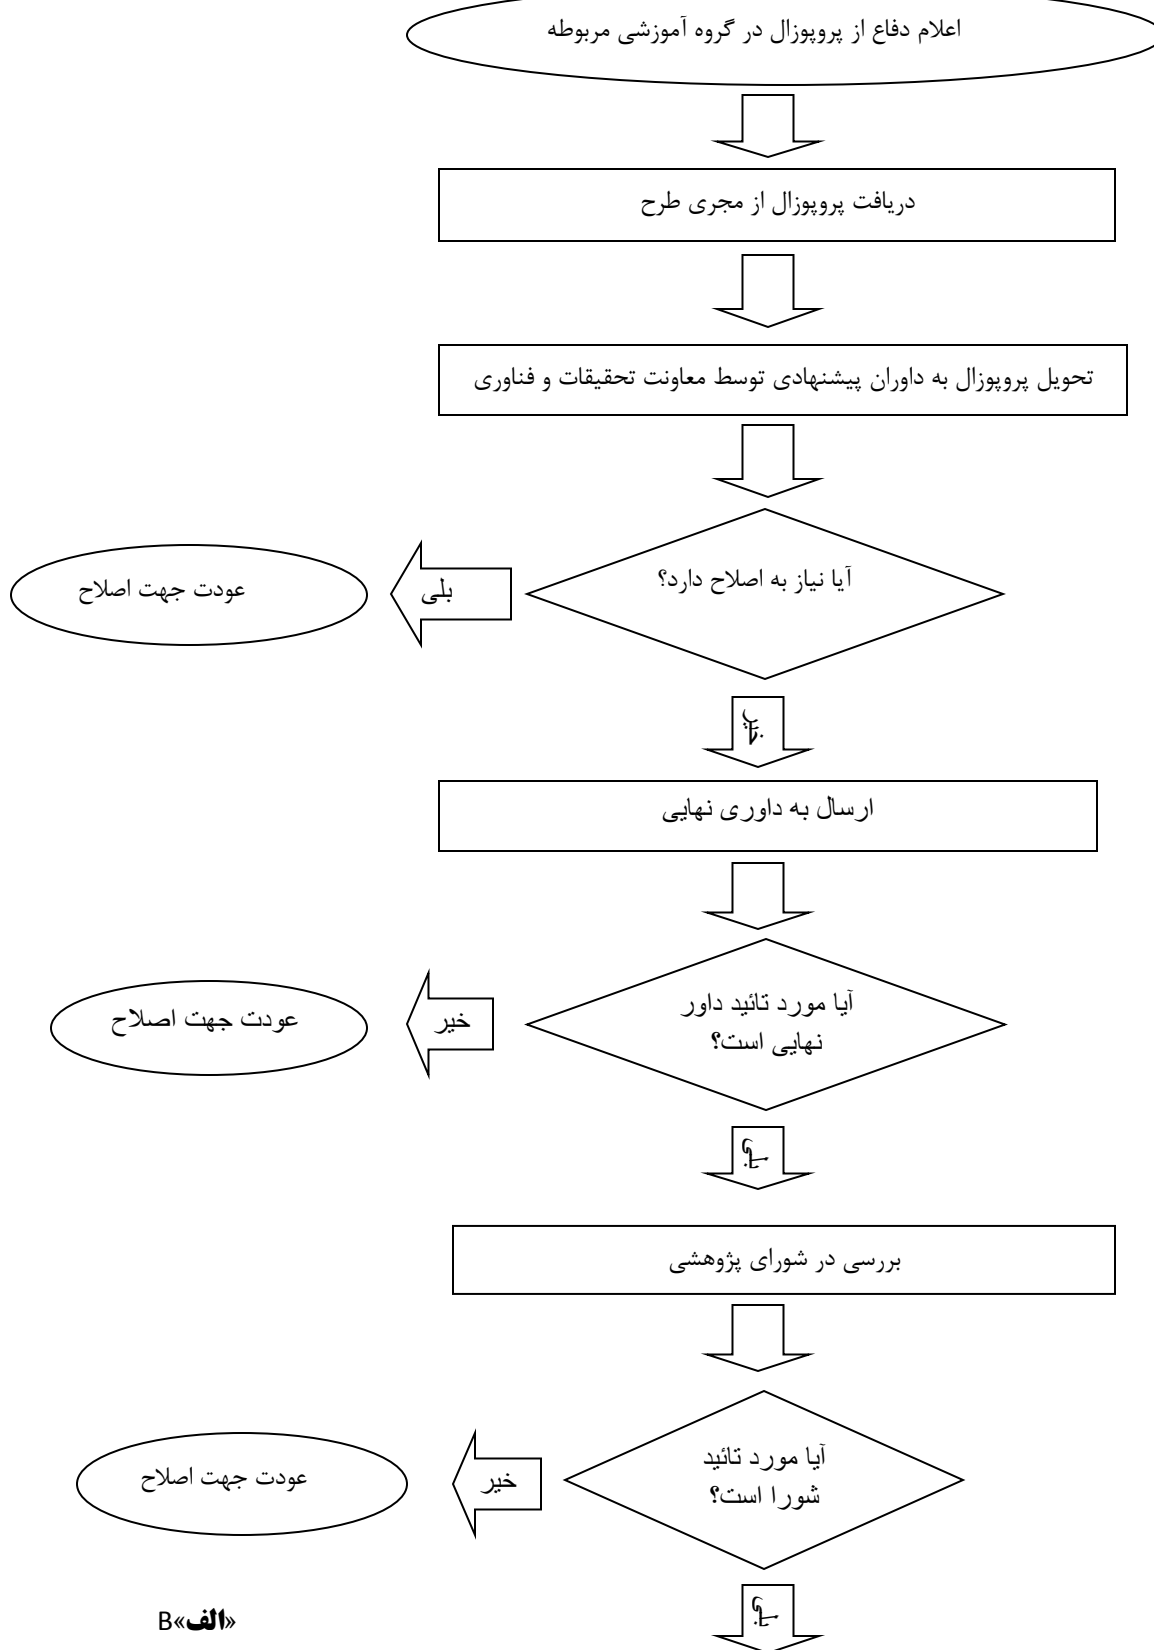 اعلام دفاع از پروپوزال در گروه آموزشی مربوطه
دریافت پروپوزال از مجری طرح
تحویل پروپوزال به داوران پیشنهادی توسط معاونت تحقیقات و فناوری
آیا نیاز به اصلاح دارد؟
بلی
عودت جهت اصلاح
خیر
ارسال به داوری نهایی
آیا مورد تائید داور
نهایی است؟
خیر
عودت جهت اصلاح
بلی
بررسی در شورای پژوهشی
آیا مورد تائید
شورا است؟
خیر
عودت جهت اصلاح
بلی
«الف»B